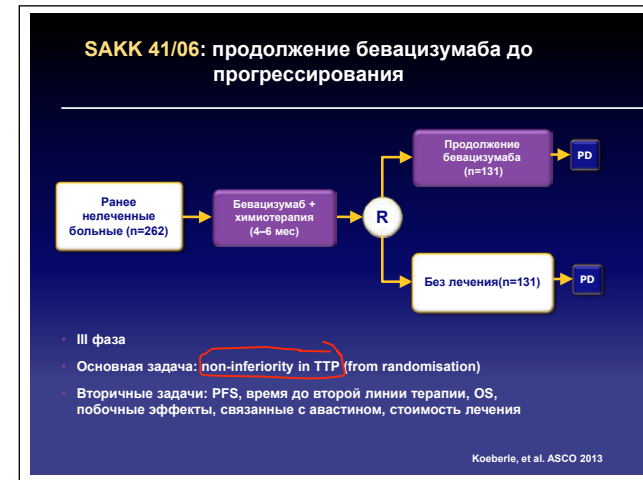 SAKK 41/06: продолжение бевацизумаба до
прогрессирования
Продолжение
бевацизумаба
(n=131)
PD
Ранее
нелеченные
больные (n=262)
Бевацизумаб +
химиотерапия
(4–6 мес)
R
Без лечения(n=131)
PD
• III фаза
• Основная задача: non-inferiority in TTP (from randomisation)
• Вторичные задачи: PFS, время до второй линии терапии, OS,
побочные эффекты, связанные с авастином, стоимость лечения
Koeberle, et al. ASCO 2013